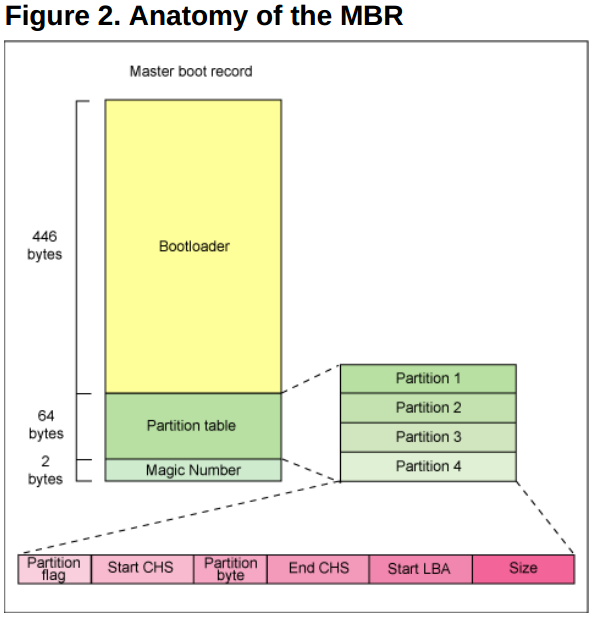 Figure 2. Anatomy of the MBR
Master boot record
446
bytes
Bootloader
64
bytes
Partition table
2
bytes
Magic Number
Partition 1
Partition 2
Partition 3
Partition 4
Partition
flag
Start CHS
Partition
byte
End CHS
Start LBA
Size